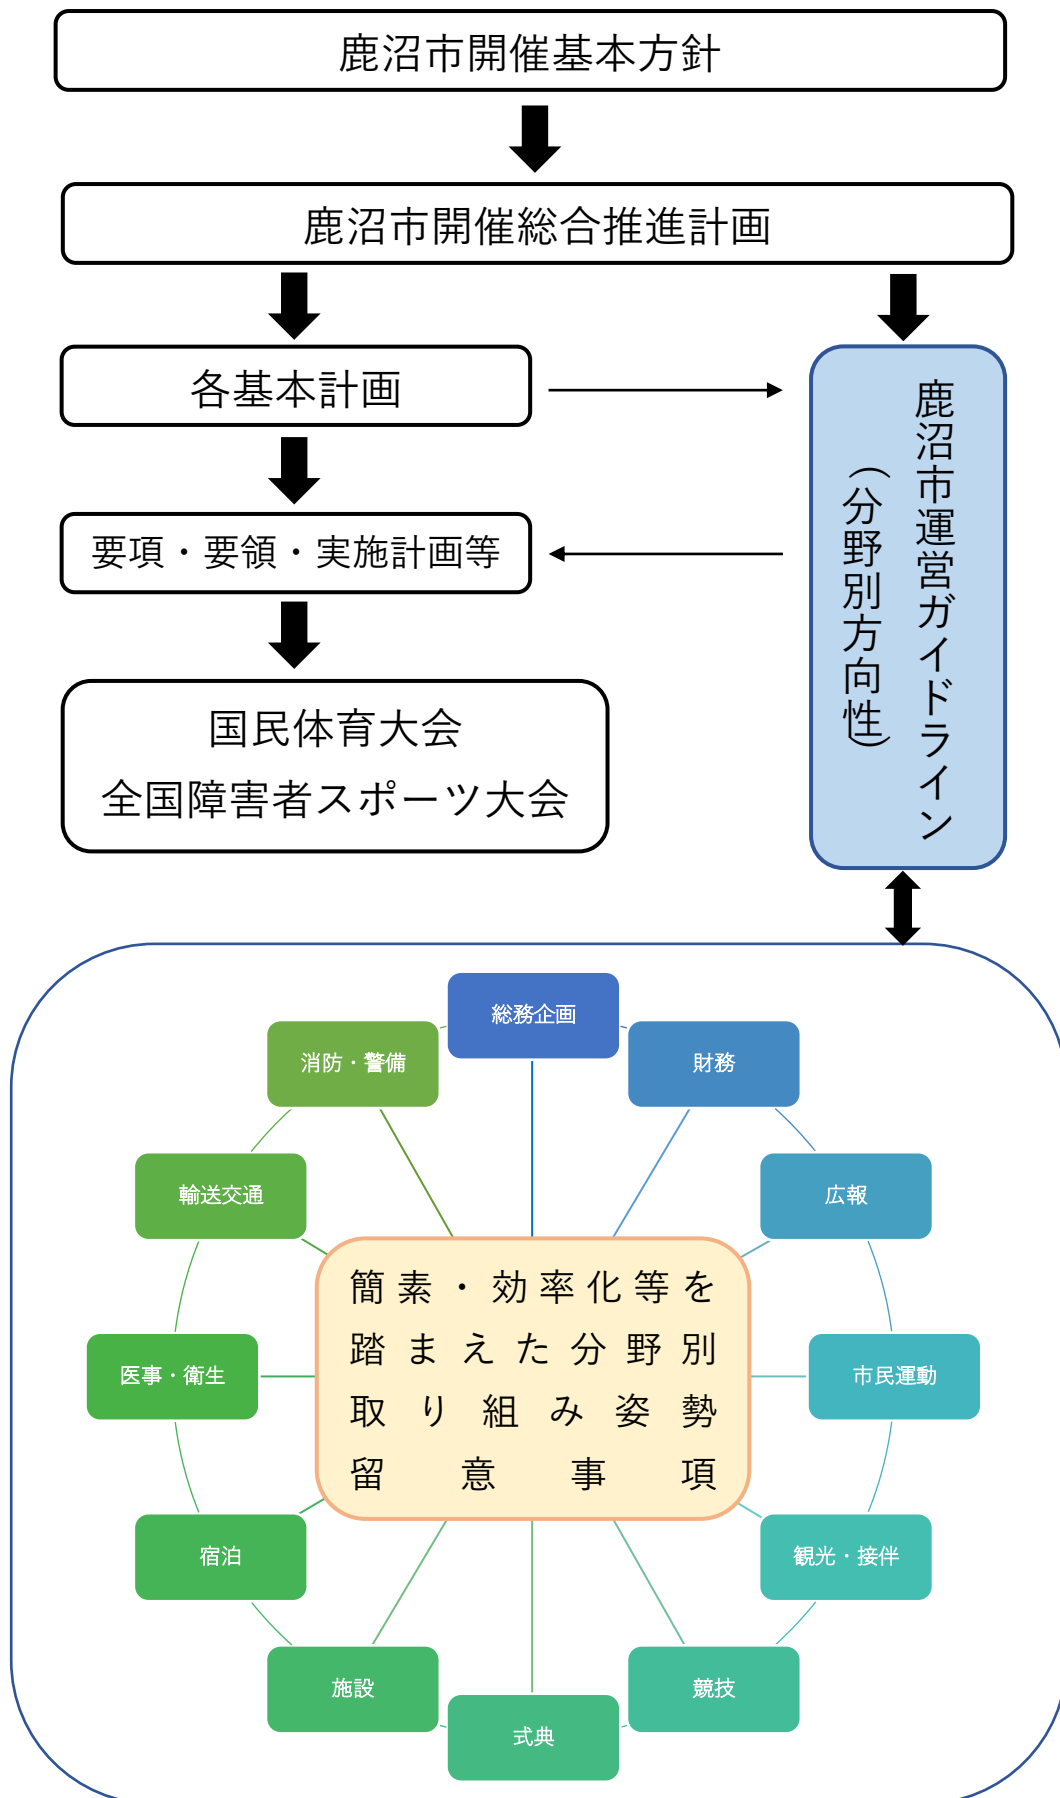 鹿沼市開催基本方針
鹿沼市開催総合推進計画
各基本計画
要項・要領・実施計画等
国民体育大会
全国障害者スポーツ大会
鹿沼市運営ガイドライン
（分野別方向性）
総務企画
財務
広報
市民運動
観光・接伴
競技
式典
施設
宿泊
医事・衛生
輸送交通
消防・警備
簡素・効率化等を
踏まえた分野別
取り組み姿勢
留意事項